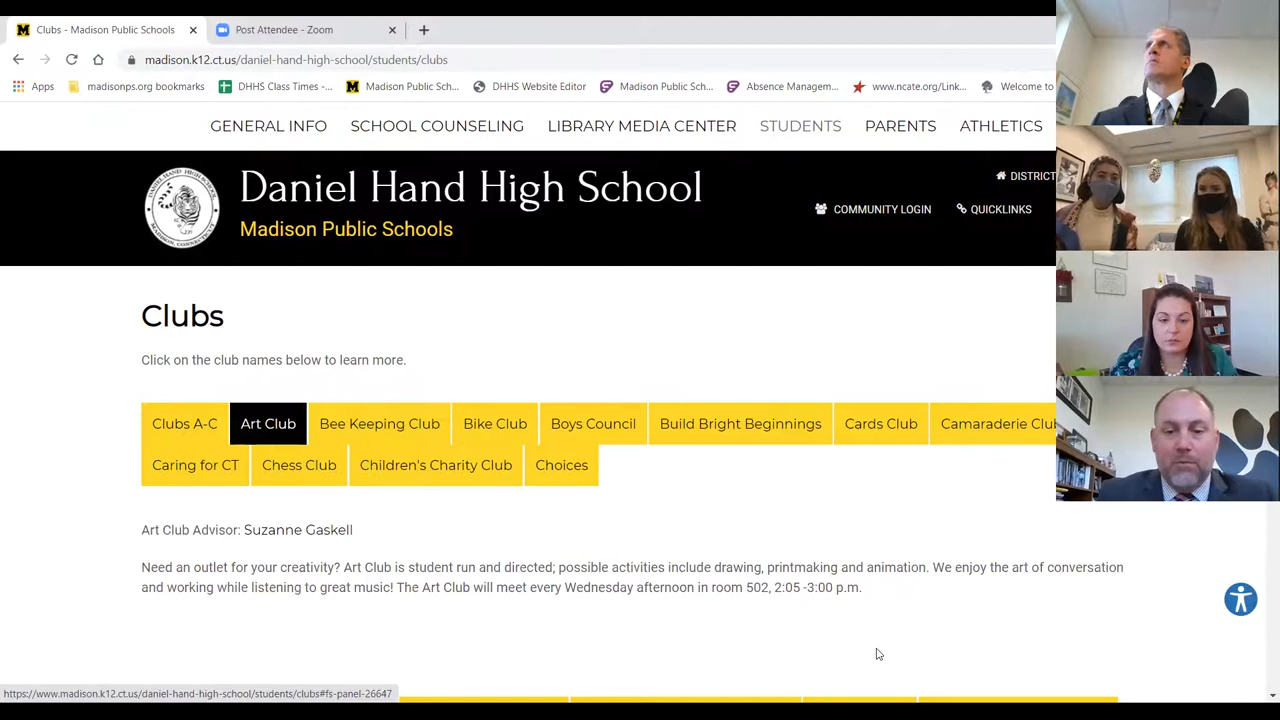 Clubs - Madison Public Schools
Post Attendee - Zoom
madison.k12.ct.us/daniel-hand-high-school/students/clubs
Apps madisonps.org bookmarks DHHS Class Times -... Madison Public Sch... DHHS Website Editor Madison Public Sch... Absence Managem... www.ncate.org/Link... Welcome to
GENERAL INFO SCHOOL COUNSELING LIBRARY MEDIA CENTER STUDENTS PARENTS ATHLETICS
Daniel Hand High School
Madison Public Schools
DISTRICT
COMMUNITY LOGIN QUICKLINKS
Clubs
Click on the club names below to learn more.
Clubs A-C Art Club Bee Keeping Club Bike Club Boys Council Build Bright Beginnings Cards Club Camaraderie Club
Caring for CT Chess Club Children's Charity Club Choices
Art Club Advisor: Suzanne Gaskell
Need an outlet for your creativity? Art Club is student run and directed; possible activities include drawing, printmaking and animation. We enjoy the art of conversation
and working while listening to great music! The Art Club will meet every Wednesday afternoon in room 502, 2:05 -3:00 p.m.
https://www.madison.k12.ct.us/daniel-hand-high-school/students/clubs#fs-panel-26647